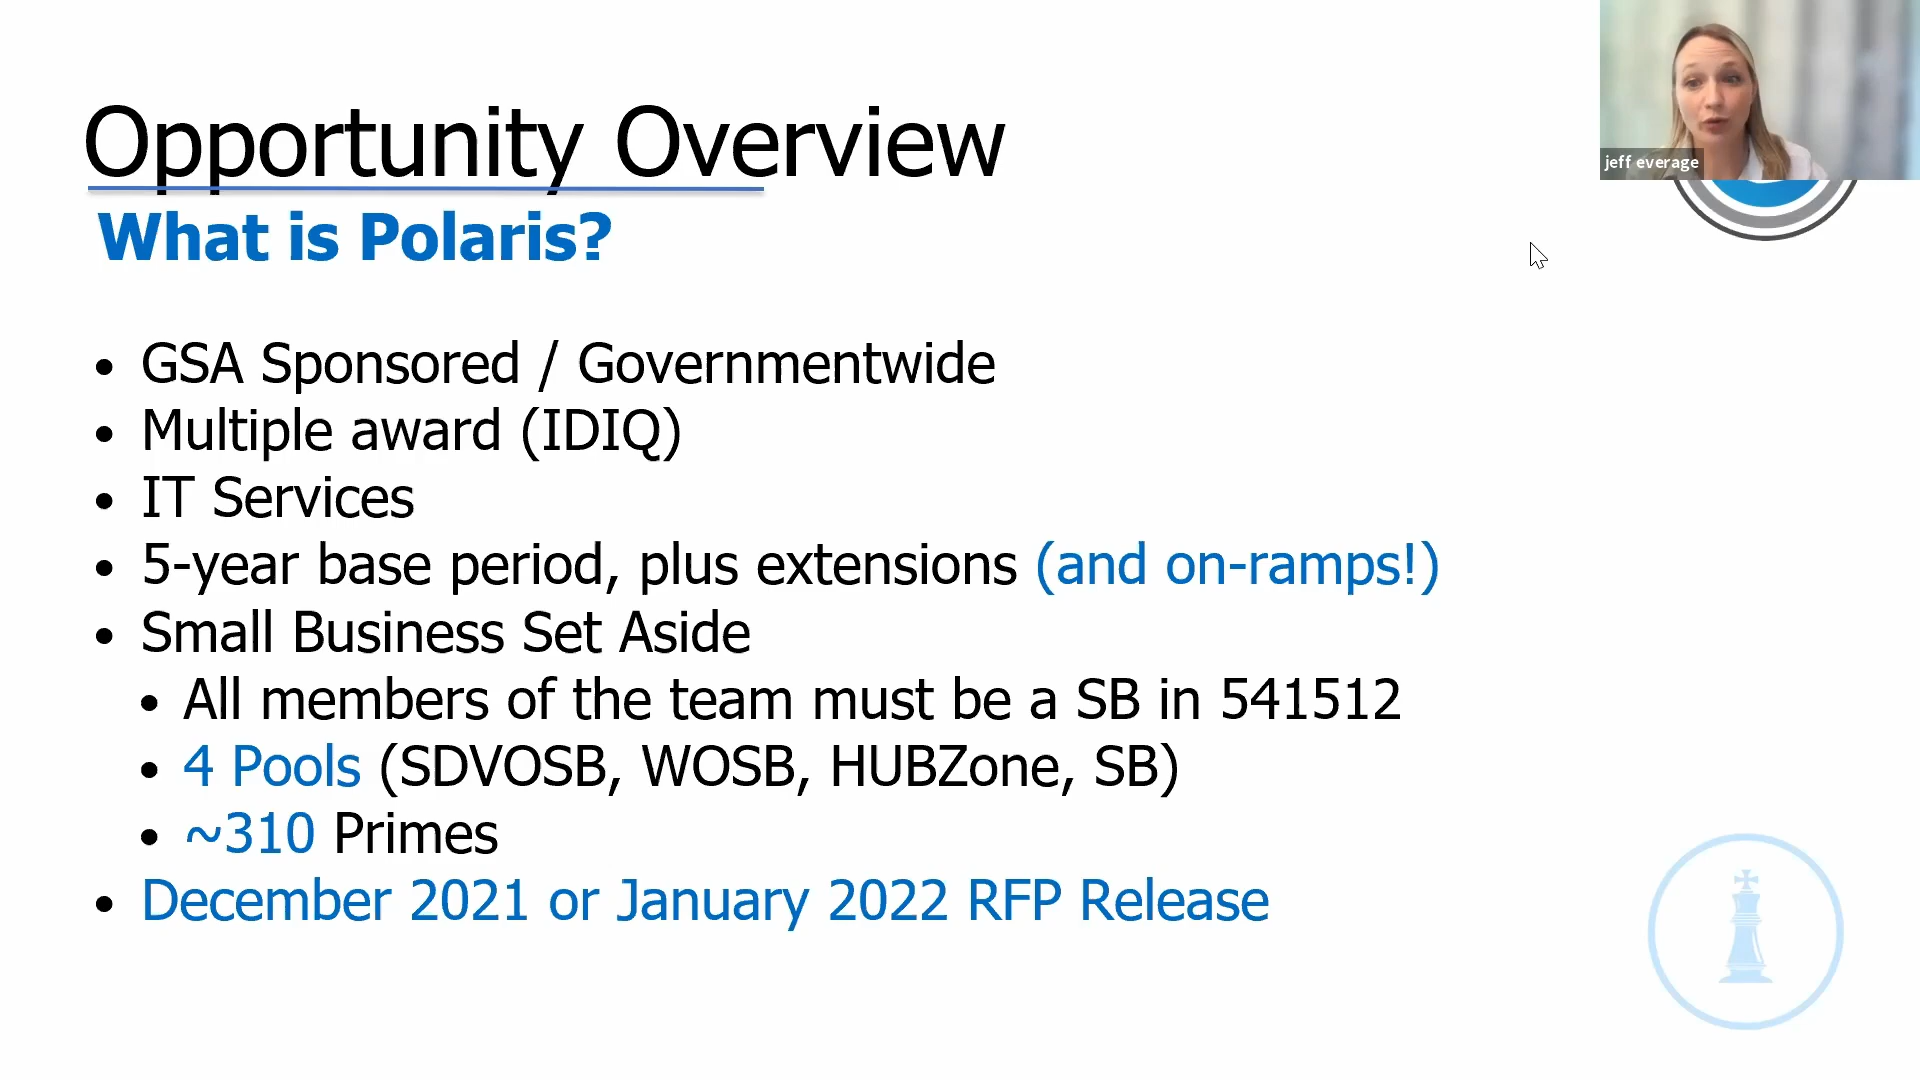 Opportunity Overview
What is Polaris?
jeff everage
• GSA Sponsored / Governmentwide
• Multiple award (IDIQ)
• IT Services
• 5-year base period, plus extensions (and on-ramps!)
• Small Business Set Aside
• All members of the team must be a SB in 541512
• 4 Pools (SDVOSB, WOSB, HUBZone, SB)
• ~310 Primes
• December 2021 or January 2022 RFP Release